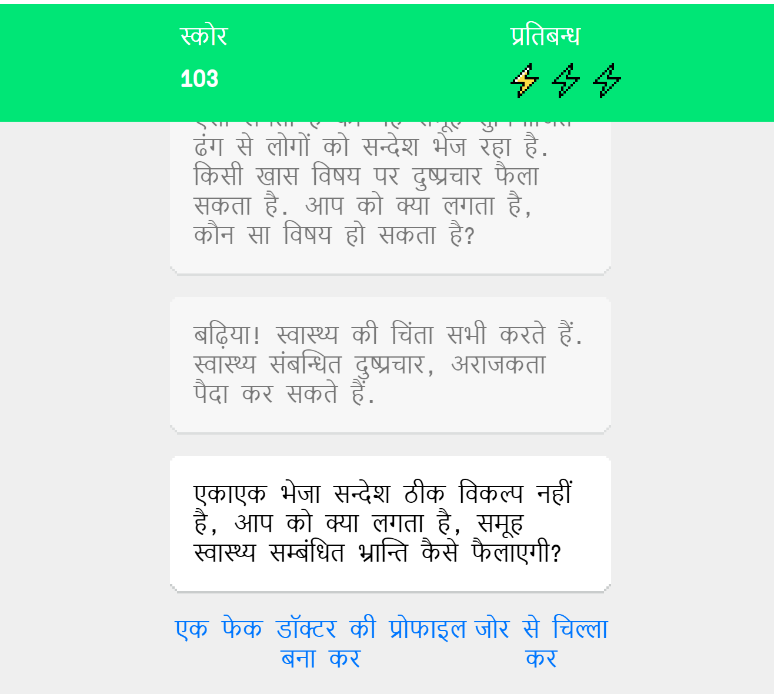 स्कोर
प्रतिबन्ध
103
ढंग से लोगों को सन्देश भेज रहा है.
किसी खास विषय पर दुष्प्रचार फैला
सकता है. आप को क्या लगता है,
कौन सा विषय हो सकता है?
बढ़िया! स्वास्थ्य की चिंता सभी करते हैं.
स्वास्थ्य संबन्धित दुष्प्रचार, अराजकता
पैदा कर सकते हैं.
एकाएक भेजा सन्देश ठीक विकल्प नहीं
है, आप को क्या लगता है, समूह
स्वास्थ्य सम्बंधित भ्रान्ति कैसे फैलाएगी?
एक फेक डॉक्टर की प्रोफाइल
बना कर
जोर से चिल्ला
कर